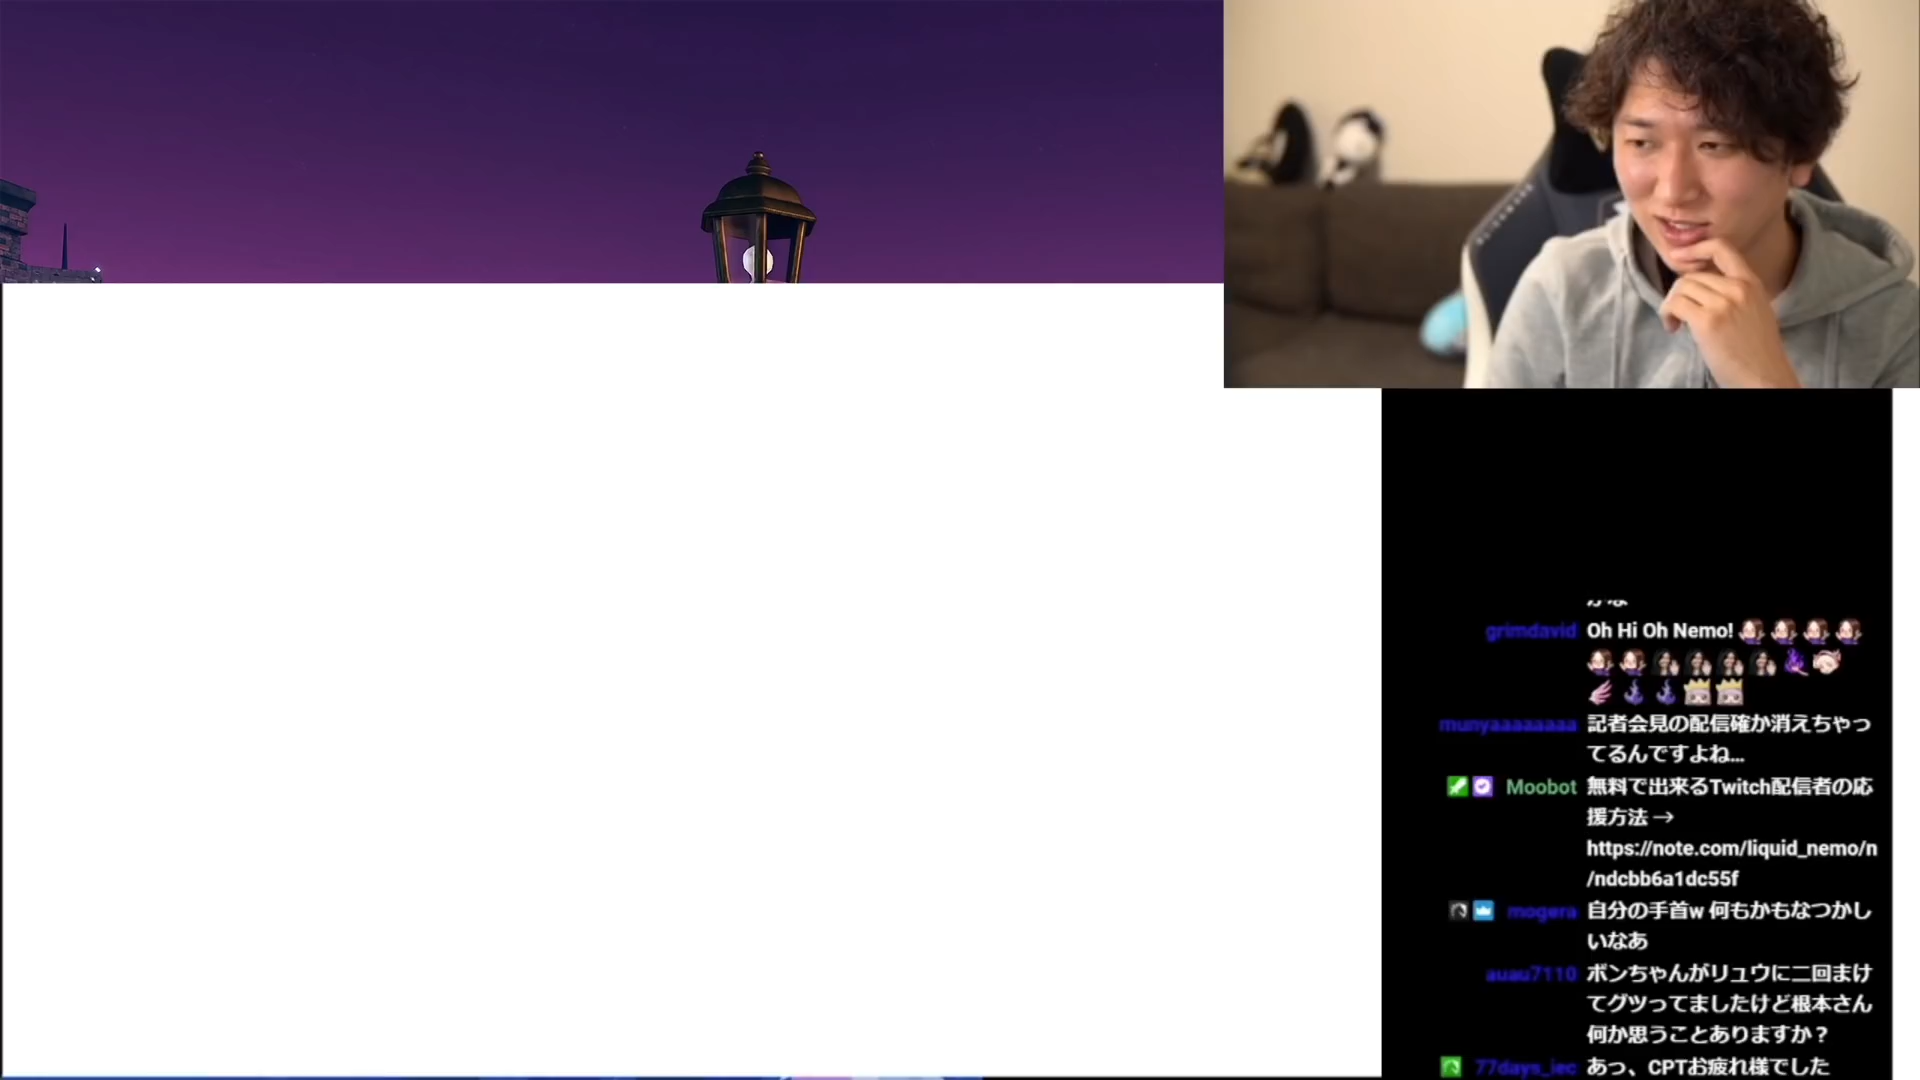 grimdavid Oh Hi Oh Nemo!
munyaaaaaaaa 記者会見の配信確か消えちゃっ
てるんですよね...
Moobot 無料で出来るTwitch配信者の応
援方法 →
https://note.com/liquid_nemo/n
/ndcbb6a1dc55f
mogera 自分の手首w 何もかもなつかし
いなあ
auau7110 ボンちゃんがリュウに二回まけ
てグツってましたけど根本さん
何か思うことありますか？
77days_iec あっ、CPTお疲れ様でした